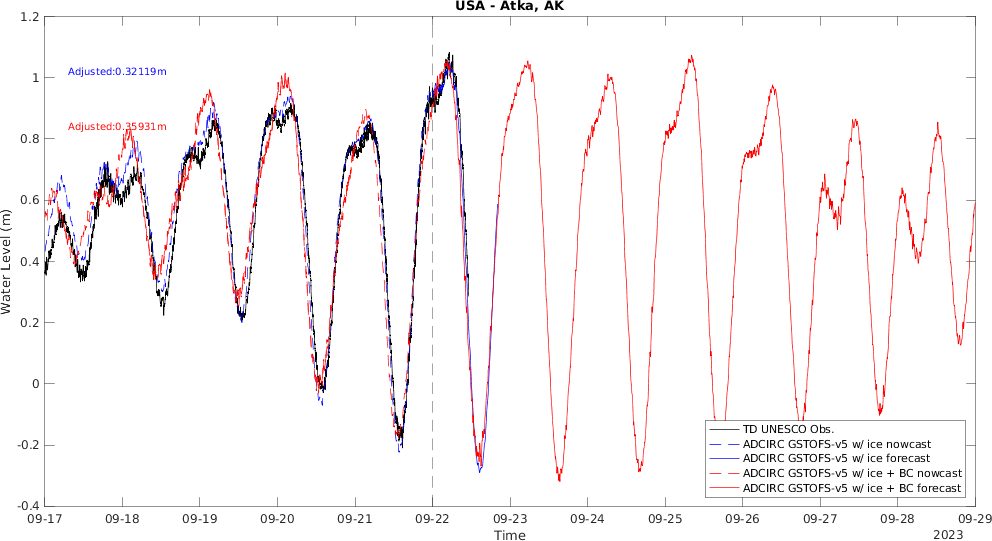 USA - Atka, AK
1.2
1
0.8
0.6
0.4
0.2
0
-0.2
-0.4
Water Level (m)
Adjusted:0.32119m
Adjusted:0.35931m
TD UNESCO Obs.
ADCIRC GSTOFS-v5 w/ ice nowcast
ADCIRC GSTOFS-v5 w/ ice forecast
ADCIRC GSTOFS-v5 w/ ice + BC nowcast
ADCIRC GSTOFS-v5 w/ ice + BC forecast
09-17 09-18 09-19 09-20 09-21 09-22 09-23 09-24 09-25 09-26 09-27 09-28 09-29
Time
2023